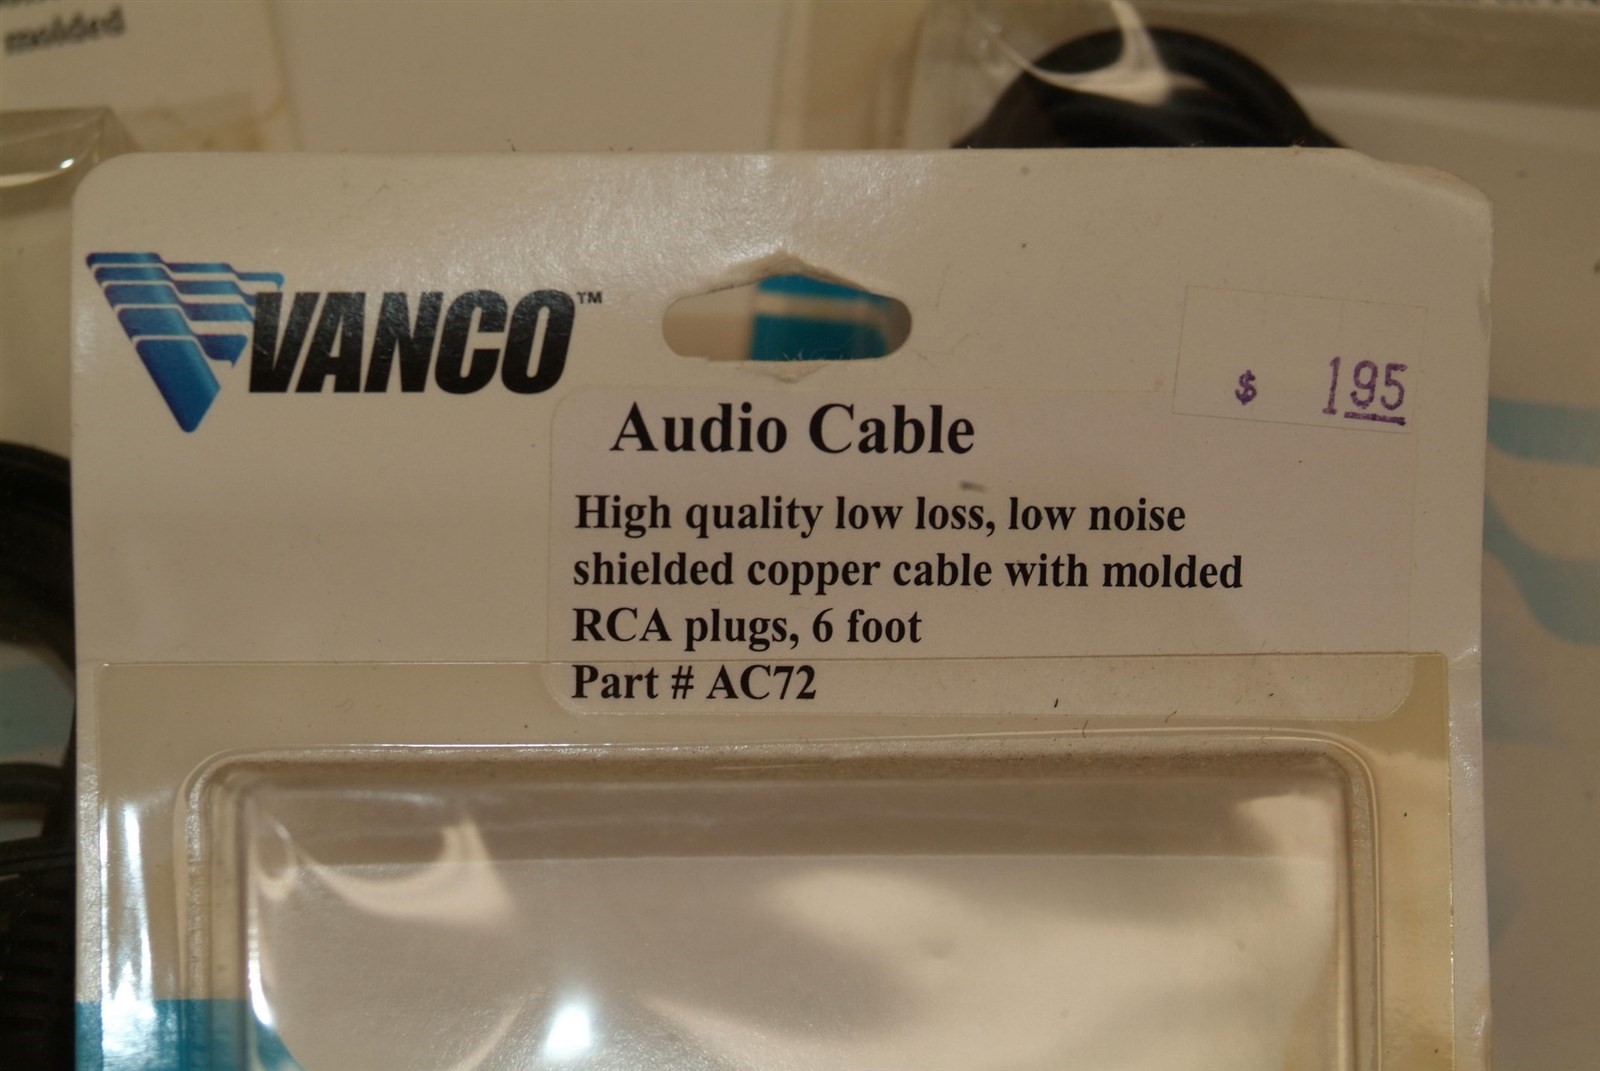 molded
VANCO™
$ 195
Audio Cable
High quality low loss, low noise
shielded copper cable with molded
RCA plugs, 6 foot
Part # AC72